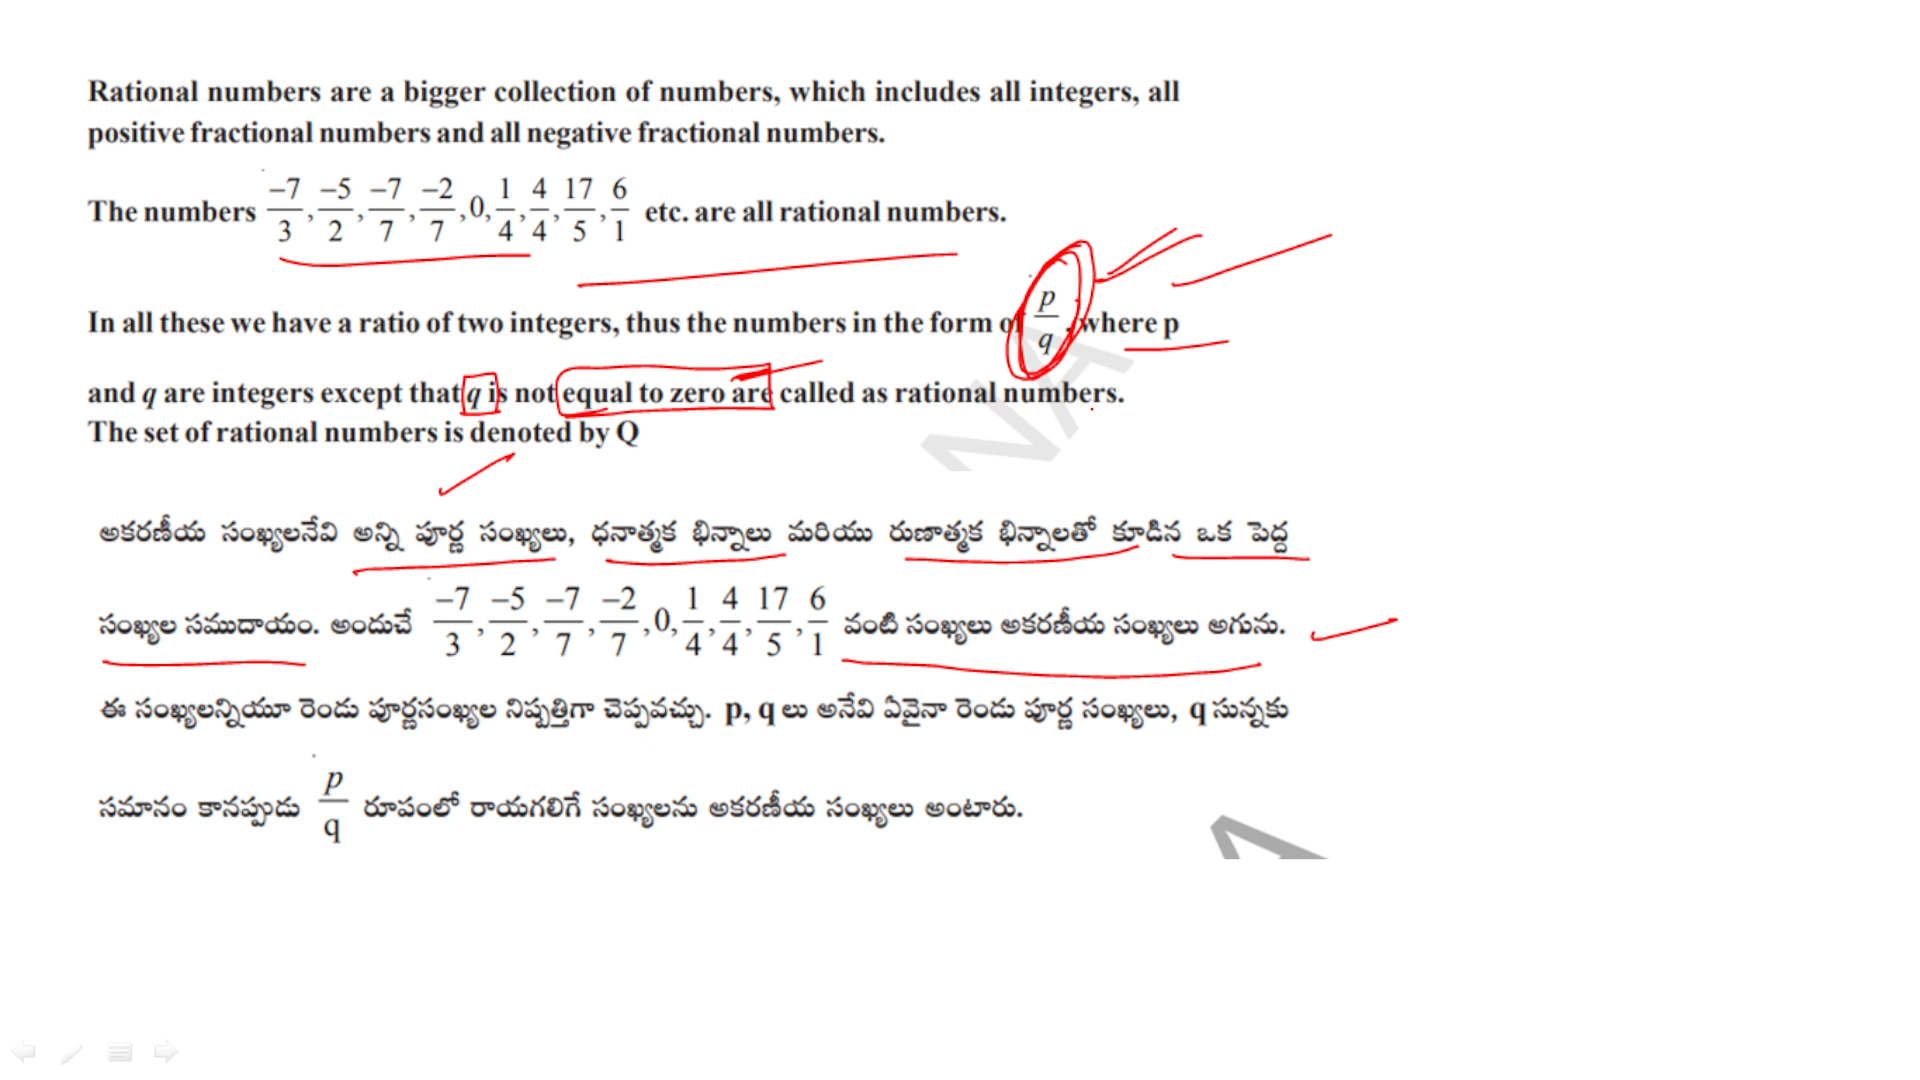 Rational numbers are a bigger collection of numbers, which includes all integers, all
positive fractional numbers and all negative fractional numbers.
The numbers −7/3, −5/2, −7/7, −2/7, 0, 1/4, 4/4, 17/5, 6/1 etc. are all rational numbers.
In all these we have a ratio of two integers, thus the numbers in the form of p/q, where p
and q are integers except that q is not equal to zero are called as rational numbers.
The set of rational numbers is denoted by Q
అకరణీయ సంఖ్యలనేవి అన్ని పూర్ణ సంఖ్యలు, ధనాత్మక భిన్నాలు మరియు రుణాత్మక భిన్నాలతో కూడిన ఒక పెద్ద
సంఖ్యల సముదాయం. అందుచే −7/3, −5/2, −7/7, −2/7, 0, 1/4, 4/4, 17/5, 6/1 వంటి సంఖ్యలు అకరణీయ సంఖ్యలు అగును.
ఈ సంఖ్యలన్నియూ రెండు పూర్ణసంఖ్యల నిష్పత్తిగా చెప్పవచ్చు. p, q లు అనేవి ఏవైనా రెండు పూర్ణ సంఖ్యలు, q సున్నకు
సమానం కానప్పుడు p/q రూపంలో రాయగలిగే సంఖ్యలను అకరణీయ సంఖ్యలు అంటారు.